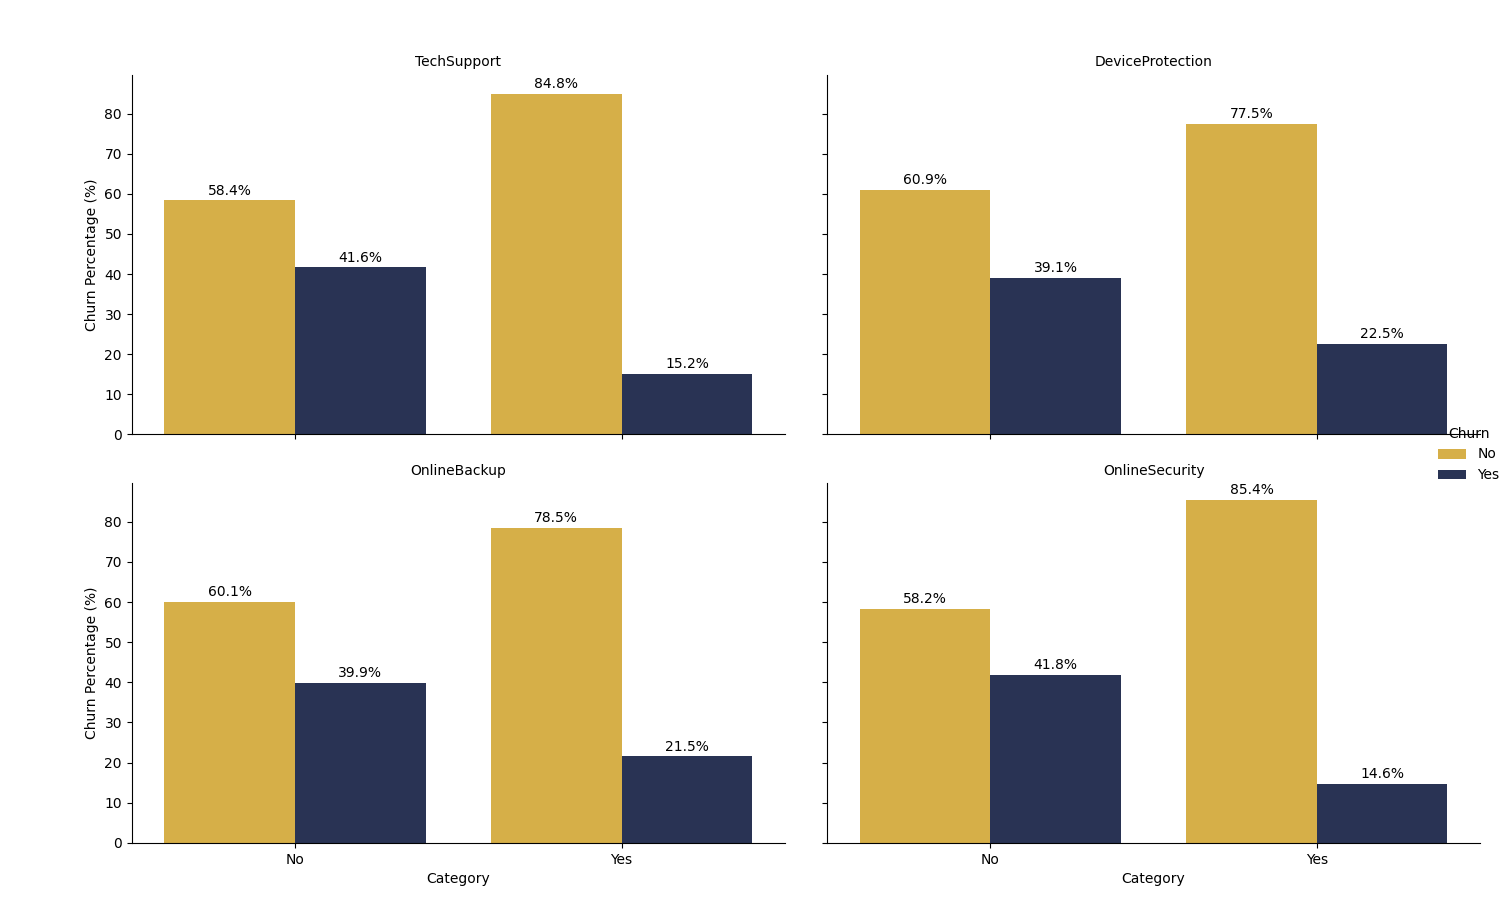 TechSupport
84.8%
58.4%
41.6%
15.2%
80
70
60
50
40
30
20
10
0
Churn Percentage (%)
DeviceProtection
77.5%
60.9%
39.1%
22.5%
Churn
No
Yes
OnlineBackup
78.5%
60.1%
39.9%
21.5%
80
70
60
50
40
30
20
10
0
Churn Percentage (%)
No Yes
Category
OnlineSecurity
85.4%
58.2%
41.8%
14.6%
No Yes
Category